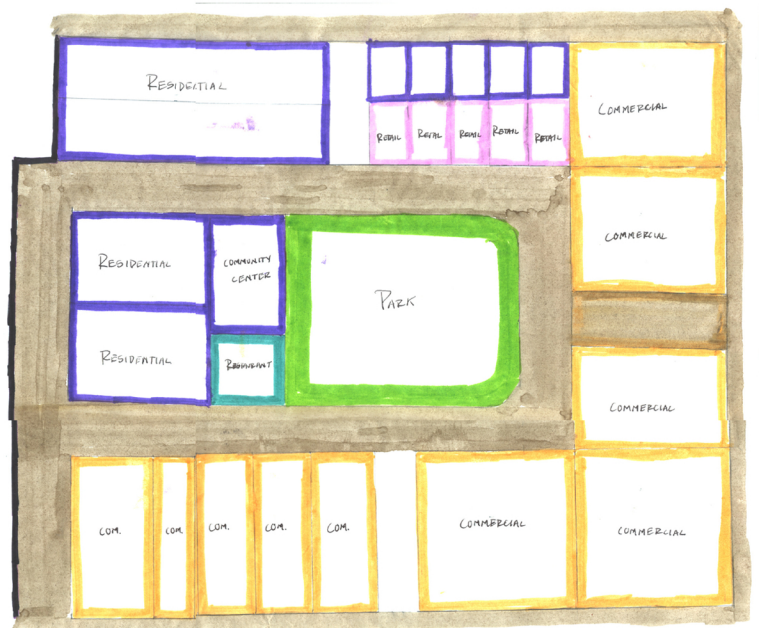 RESIDENTIAL
RETAIL
RETAIL
RETAIL
RETAIL
RETAIL
COMMERCIAL
COMMERCIAL
RESIDENTIAL
COMMUNITY
CENTER
PARK
RESIDENTIAL
RESTAURANT
COMMERCIAL
COM.
COM.
COM.
COM.
COM.
COMMERCIAL
COMMERCIAL